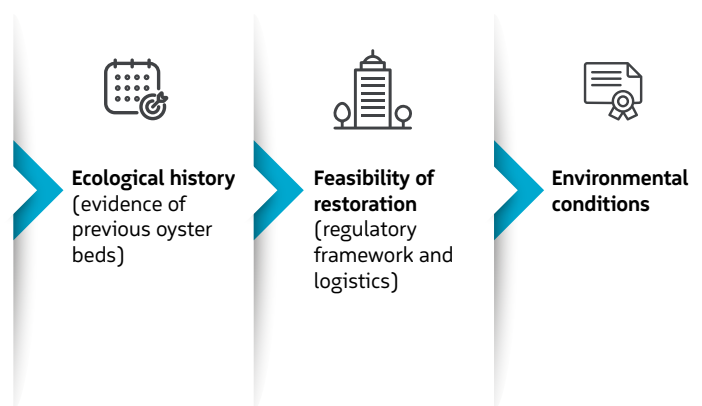 Ecological history
(evidence of
previous oyster
beds)
Feasibility of
restoration
(regulatory
framework and
logistics)
Environmental
conditions